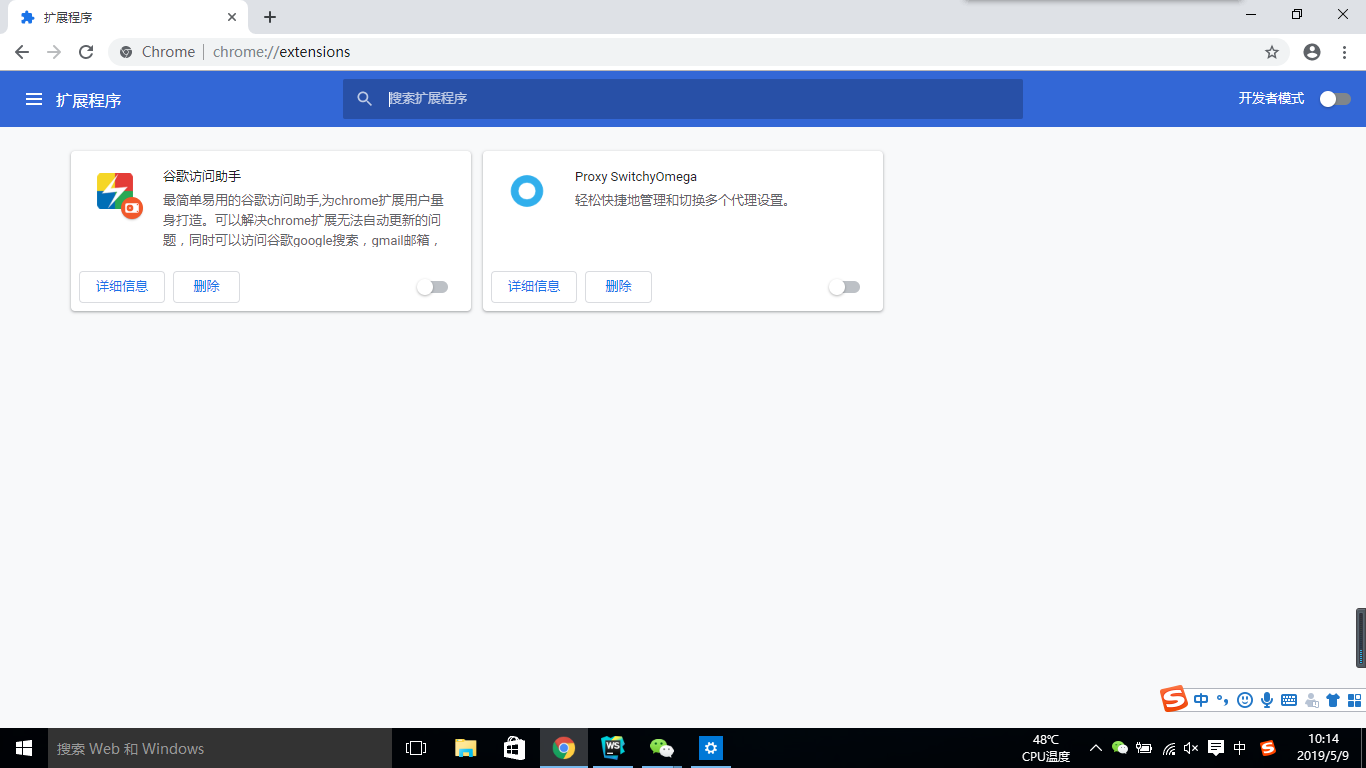 扩展程序
Chrome
chrome://extensions
扩展程序
搜索扩展程序
开发者模式
谷歌访问助手
最简单易用的谷歌访问助手,为chrome扩展用户量
身打造。可以解决chrome扩展无法自动更新的问
题，同时可以访问谷歌google搜索，gmail邮箱，
详细信息
删除
Proxy SwitchyOmega
轻松快捷地管理和切换多个代理设置。
详细信息
删除
中
搜索 Web 和 Windows
WS
48℃
CPU温度
中
10:14
2019/5/9